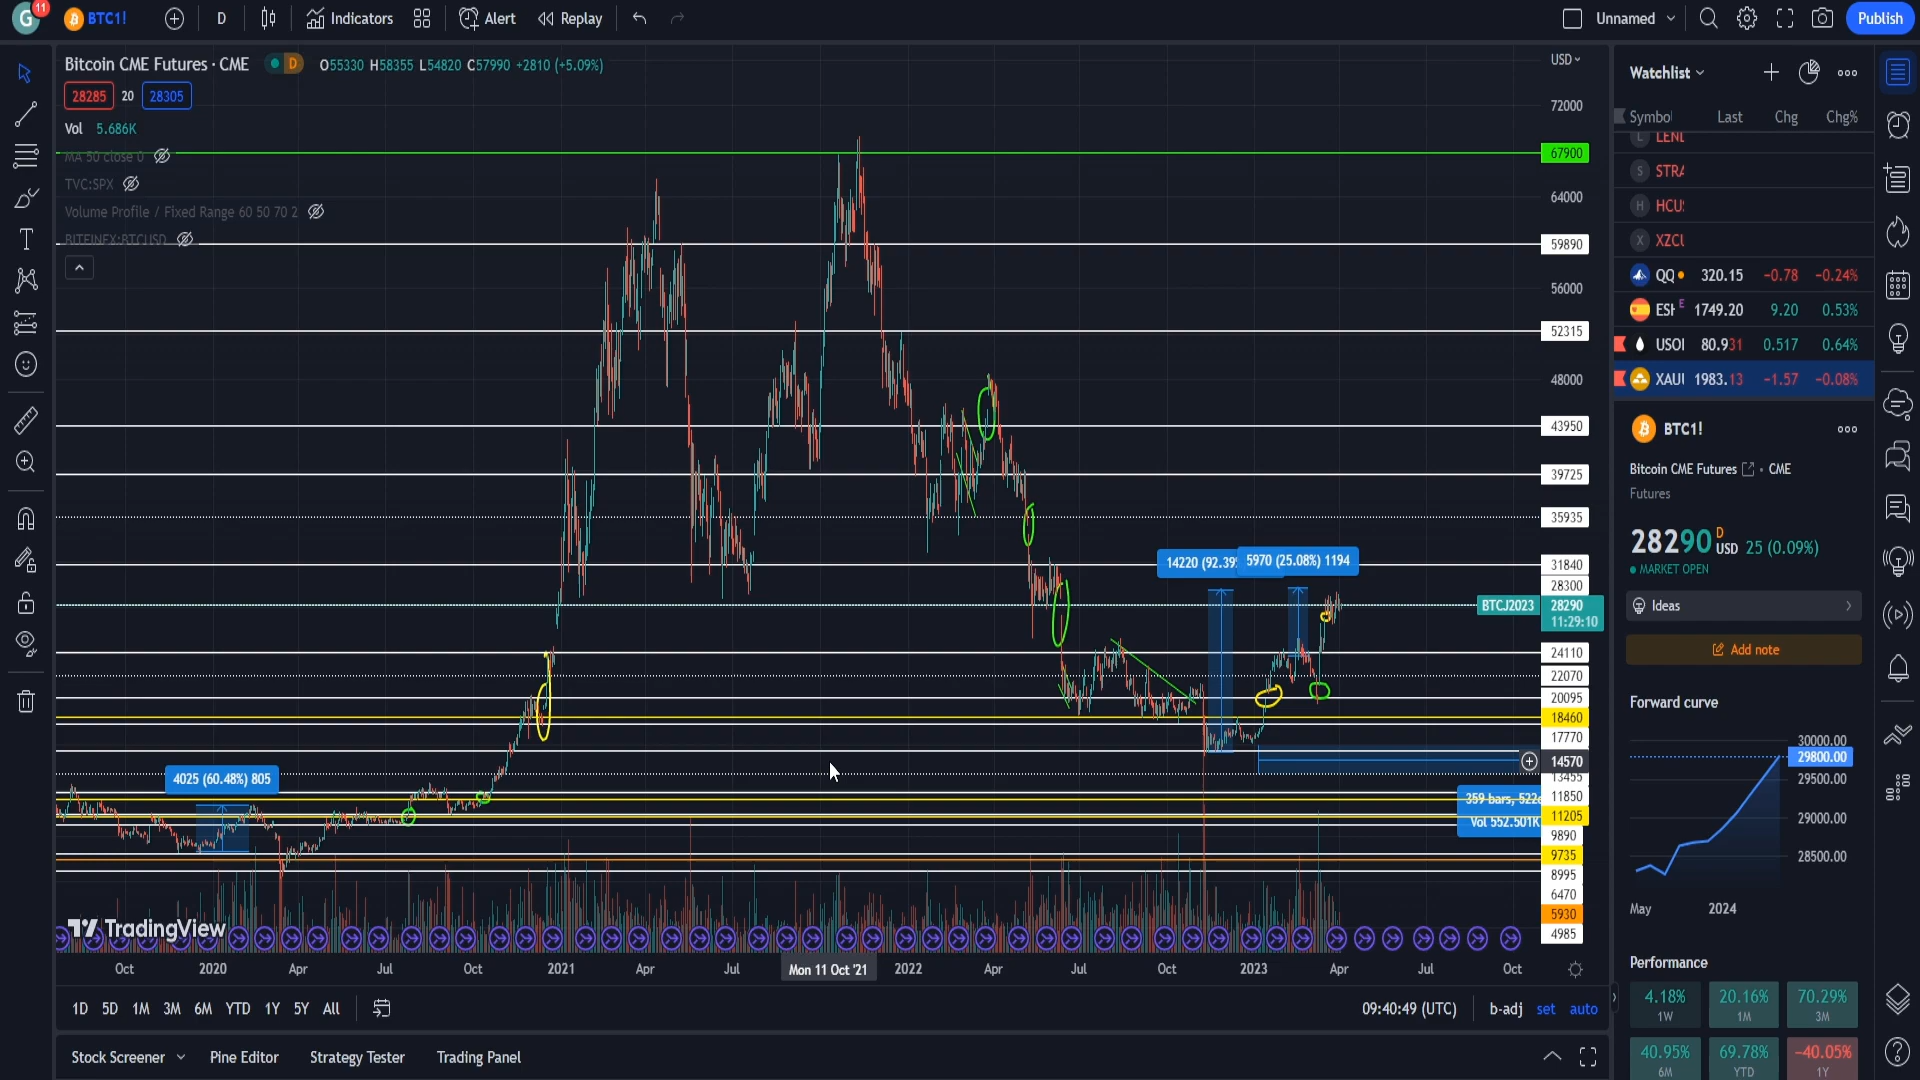 G 11 BTC1! D Indicators Alert Replay Unnamed Publish
Bitcoin CME Futures · CME D O55330 H58355 L54820 C57990 +2810 (+5.09%)
28285 20 28305
Vol 5.686K
MA 50 close 0
TVC:SPX
Volume Profile / Fixed Range 60 50 70 2
BITFINEX:BTCUSD
USD
72000
67900
64000
59890
56000
52315
48000
43950
39725
35935
31840
28300
BTCJ2023 28290
11:29:10
24110
22070
20095
18460
17770
14570
13455
11850
11205
9890
9735
8995
6470
5930
4985
14220 (92.39
5970 (25.08%) 1194
4025 (60.48%) 805
359 bars, 522
Vol 552.501K
TradingView
Oct 2020 Apr Jul Oct 2021 Apr Jul Mon 11 Oct '21 2022 Apr Jul Oct 2023 Apr Jul Oct
1D 5D 1M 3M 6M YTD 1Y 5Y All 09:40:49 (UTC) b-adj set auto
Stock Screener Pine Editor Strategy Tester Trading Panel
Watchlist
Symbol Last Chg Chg%
L LEND
S STRA
H HCUS
X XZCU
QQ 320.15 −0.78 −0.24%
ESH E 1749.20 9.20 0.53%
USOI 80.931 0.517 0.64%
XAUU 1983.13 −1.57 −0.08%
BTC1!
Bitcoin CME Futures · CME
Futures
28290 D USD 25 (0.09%)
MARKET OPEN
Ideas
Add note
Forward curve
30000.00
29800.00
29500.00
29000.00
28500.00
May 2024
Performance
4.18% 20.16% 70.29%
1W 1M 3M
40.95% 69.78% −40.05%
6M YTD 1Y